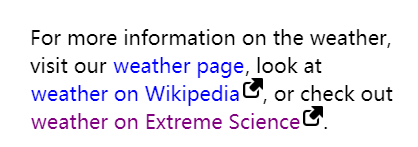 For more information on the weather,
visit our weather page, look at
weather on Wikipedia, or check out
weather on Extreme Science.